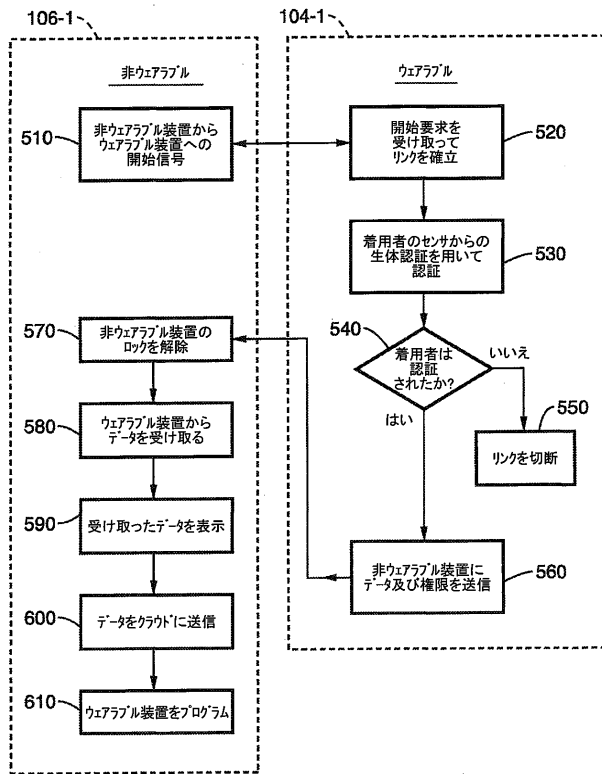 106-1
104-1
非ウェアラブル
ウェアラブル
510
非ウェアラブル装置から
ウェアラブル装置への
開始信号
開始要求を
受け取って
リンクを確立
520
着用者のセンサからの
生体認証を用いて
認証
530
540
着用者は
認証
されたか?
いいえ
はい
550
リンクを切断
非ウェアラブル装置に
データ及び権限を送信
560
570
非ウェアラブル装置の
ロックを解除
580
ウェアラブル装置から
データを受け取る
590
受け取ったデータを表示
600
データをクラウドに送信
610
ウェアラブル装置をプログラム